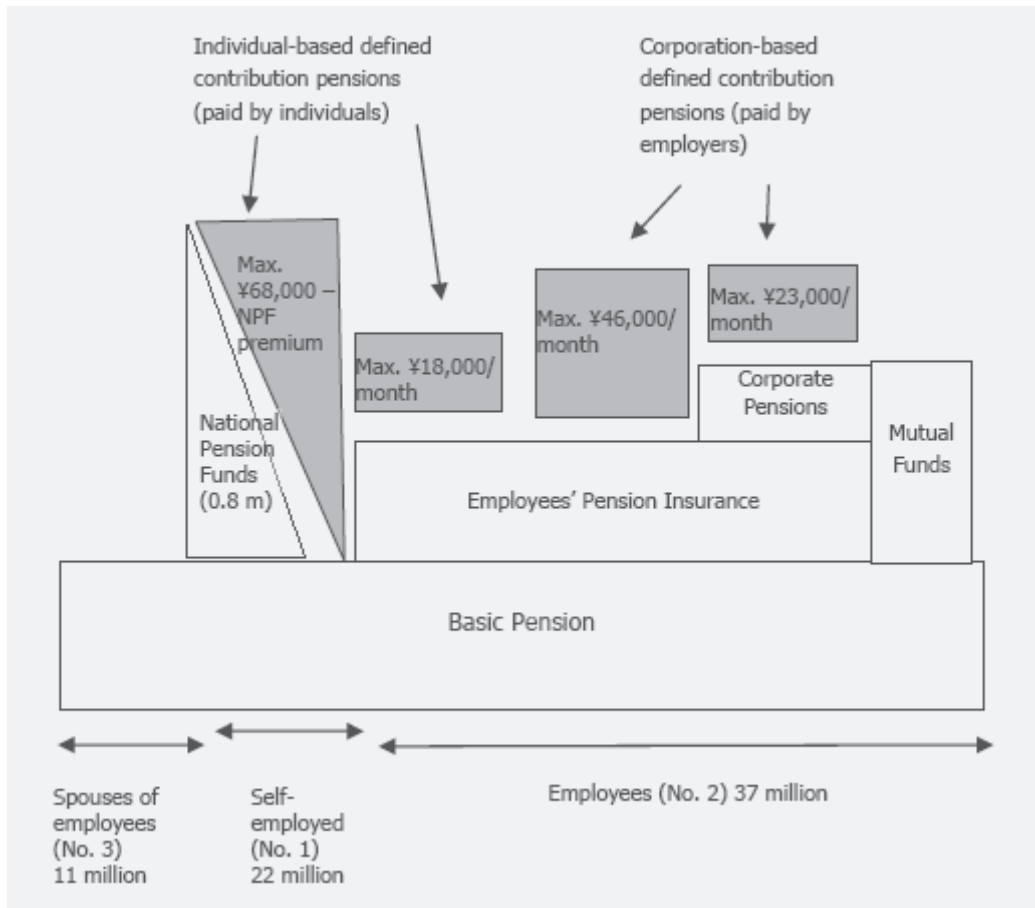 Individual-based defined
contribution pensions
(paid by individuals)
Corporation-based
defined contribution
pensions (paid by
employers)
Max.
¥68,000 –
NPF
premium
Max. ¥18,000/
month
Max. ¥46,000/
month
Max. ¥23,000/
month
National
Pension
Funds
(0.8 m)
Corporate
Pensions
Mutual
Funds
Employees’ Pension Insurance
Basic Pension
Spouses of
employees
(No. 3)
11 million
Self-
employed
(No. 1)
22 million
Employees (No. 2) 37 million